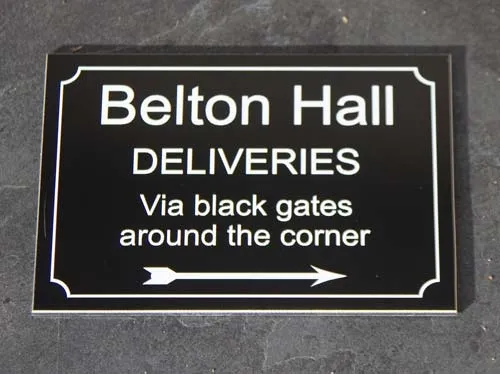 Belton Hall
DELIVERIES
Via black gates
around the corner